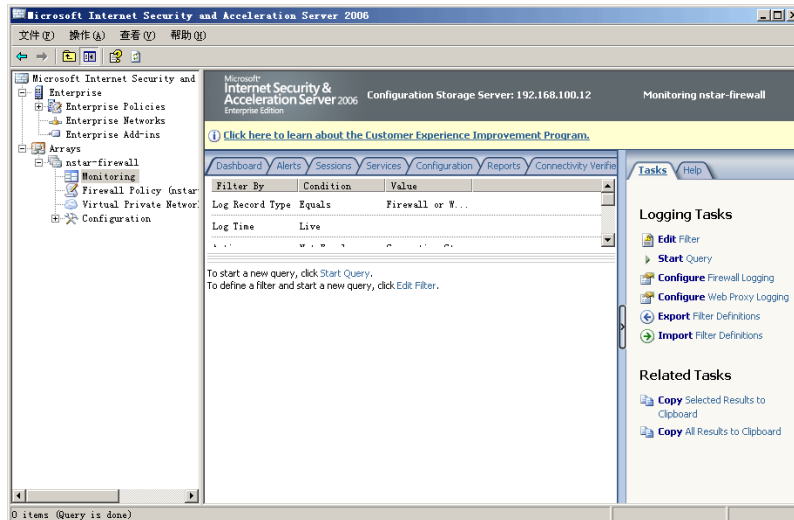 Microsoft Internet Security and Acceleration Server 2006
文件(F) 操作(A) 查看(V) 帮助(H)
Microsoft Internet Security and
Enterprise
Enterprise Policies
Enterprise Networks
Enterprise Add-ins
Arrays
nstar-firewall
Monitoring
Firewall Policy (nstar
Virtual Private Networ
Configuration
Microsoft
Internet Security &
Acceleration Server 2006
Enterprise Edition
Configuration Storage Server: 192.168.100.12
Monitoring nstar-firewall
Click here to learn about the Customer Experience Improvement Program.
Dashboard Alerts Sessions Services Configuration Reports Connectivity Verifie
Filter By Condition Value
Log Record Type Equals Firewall or W...
Log Time Live
To start a new query, click Start Query.
To define a filter and start a new query, click Edit Filter.
Tasks Help
Logging Tasks
Edit Filter
Start Query
Configure Firewall Logging
Configure Web Proxy Logging
Export Filter Definitions
Import Filter Definitions
Related Tasks
Copy Selected Results to
Clipboard
Copy All Results to Clipboard
0 items (Query is done)